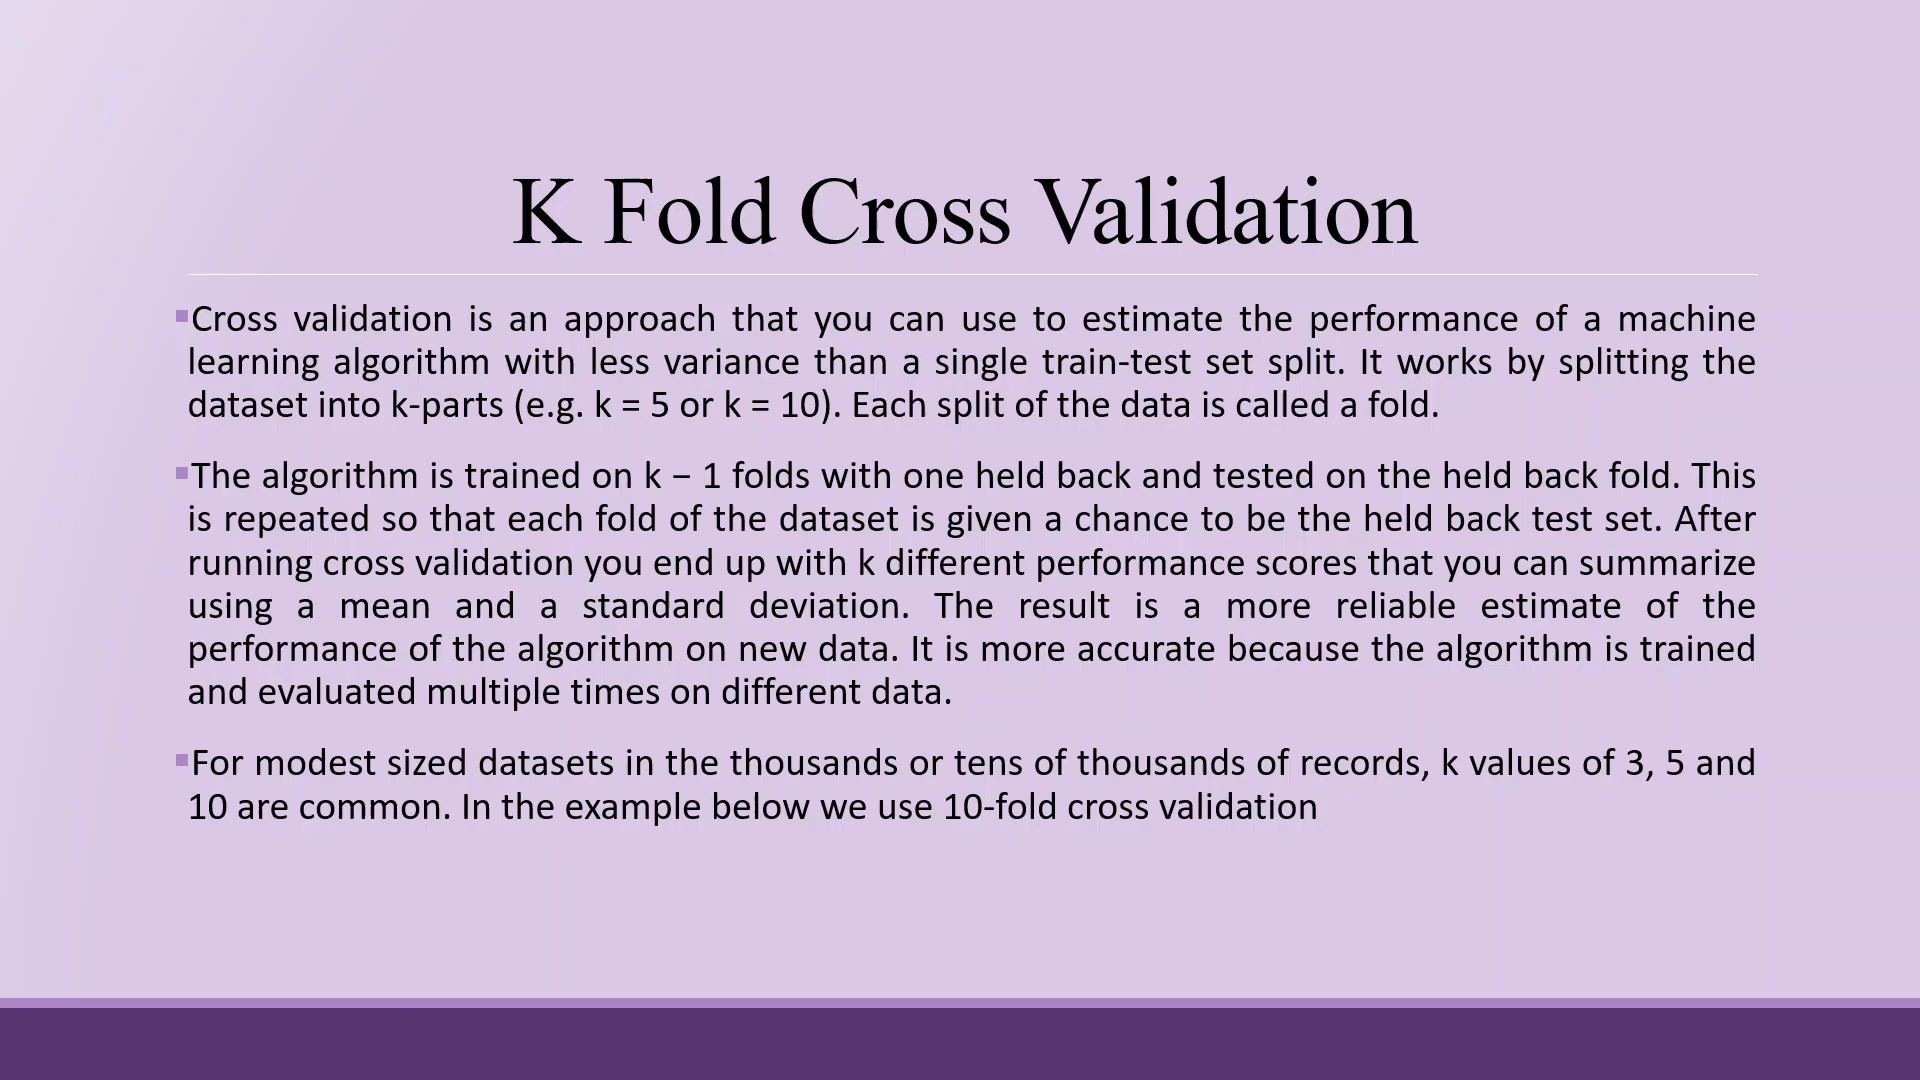 K Fold Cross Validation
▪Cross validation is an approach that you can use to estimate the performance of a machine
learning algorithm with less variance than a single train-test set split. It works by splitting the
dataset into k-parts (e.g. k = 5 or k = 10). Each split of the data is called a fold.
▪The algorithm is trained on k − 1 folds with one held back and tested on the held back fold. This
is repeated so that each fold of the dataset is given a chance to be the held back test set. After
running cross validation you end up with k different performance scores that you can summarize
using a mean and a standard deviation. The result is a more reliable estimate of the
performance of the algorithm on new data. It is more accurate because the algorithm is trained
and evaluated multiple times on different data.
▪For modest sized datasets in the thousands or tens of thousands of records, k values of 3, 5 and
10 are common. In the example below we use 10-fold cross validation